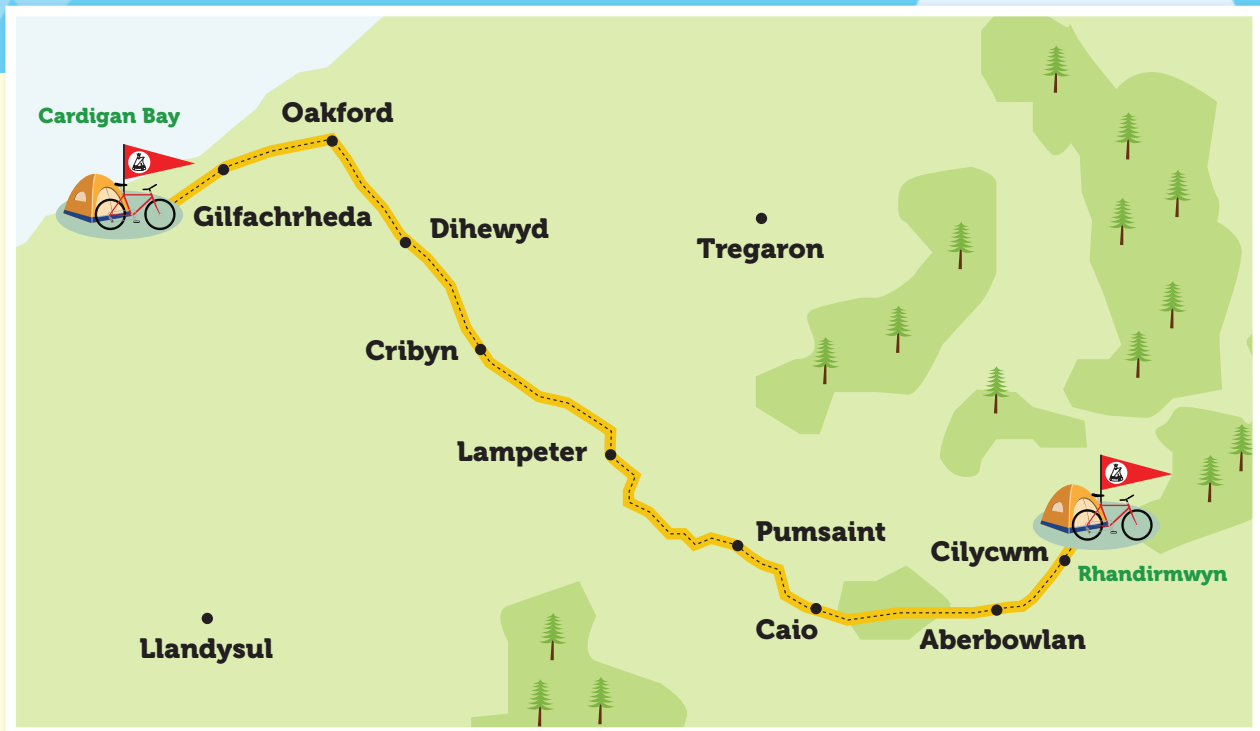 Oakford
Cardigan Bay
Gilfachrheda
Dihewyd
Tregaron
Cribyn
Lampeter
Pumsaint
Cilycwm
Rhandirmwyn
Caio
Aberbowlan
Llandysul